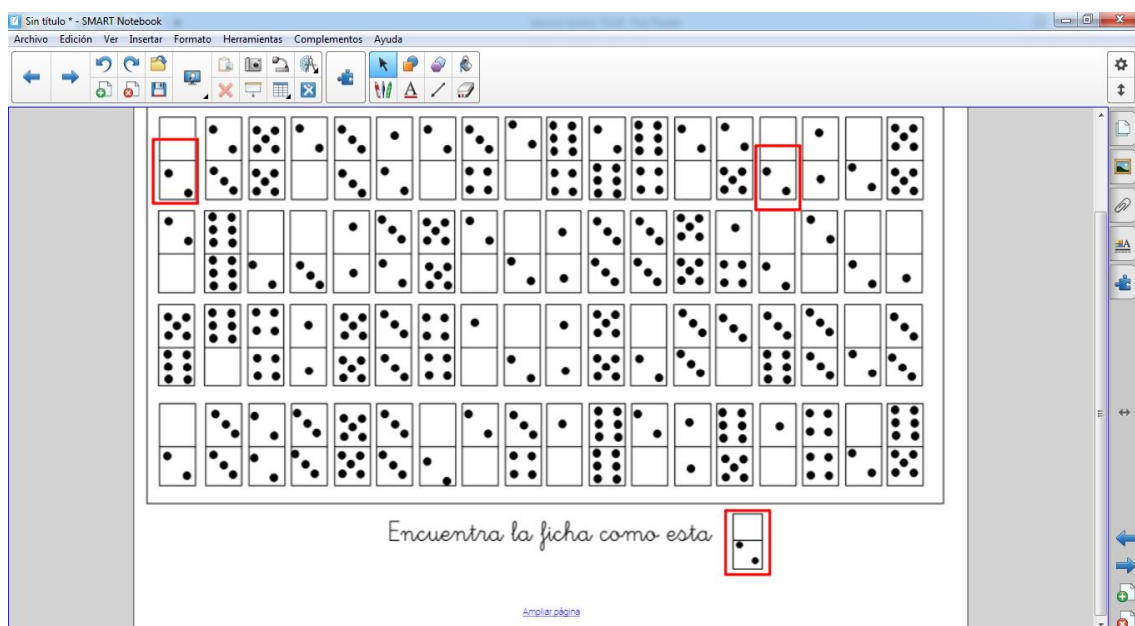 Sin título * - SMART Notebook
Archivo Edición Ver Insertar Formato Herramientas Complementos Ayuda
Encuentra la ficha como esta
Ampliar página